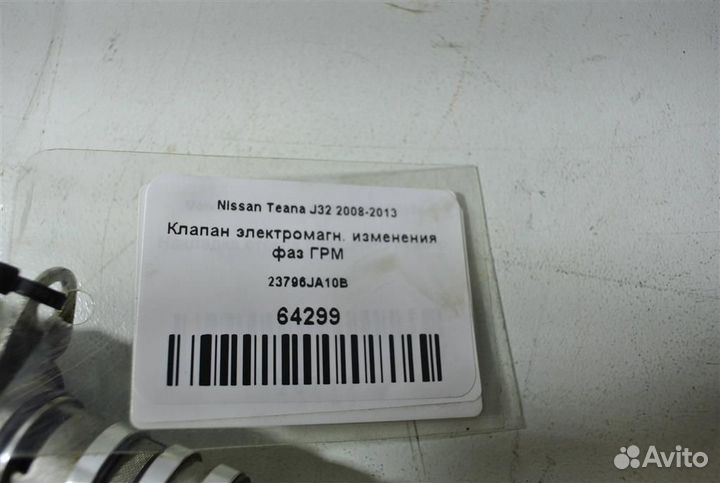 Nissan Teana J32 2008-2013
Клапан электромагн. изменения
фаз ГРМ
23796JA10B
64299
Avito